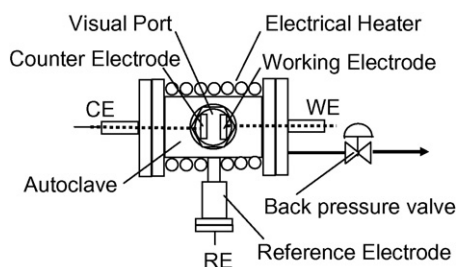 Visual Port
Electrical Heater
Counter Electrode
Working Electrode
CE
WE
Autoclave
Back pressure valve
Reference Electrode
RE